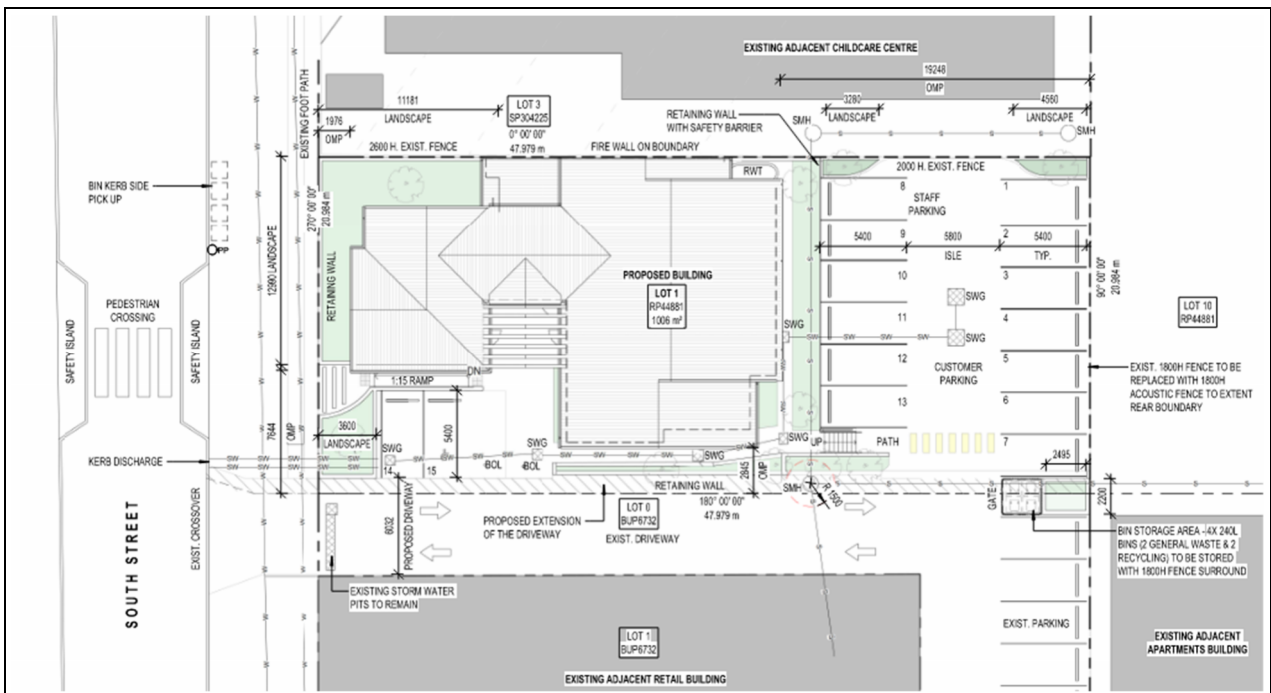 EXISTING ADJACENT CHILDCARE CENTRE
19248
OMP
EXISTING FOOT PATH
11181
LANDSCAPE
1976
OMP
LOT 3
SP304225
0° 00' 00"
47.979 m
RETAINING WALL
WITH SAFETY BARRIER
3280
LANDSCAPE
4560
LANDSCAPE
SMH
SMH
2600 H. EXIST. FENCE
FIRE WALL ON BOUNDARY
2000 H. EXIST. FENCE
RWT
BIN KERB SIDE
PICK UP
PP
270° 00' 00"
20.984 m
12990 LANDSCAPE
RETAINING WALL
8
STAFF
PARKING
1
9
2
5400
5800
5400
ISLE
TYP.
10
3
11
4
12
5
13
6
7
CUSTOMER
PARKING
SWG
SWG
90° 00' 00"
20.984 m
LOT 10
RP44881
PROPOSED BUILDING
LOT 1
RP44881
1006 m²
SWG
PEDESTRIAN
CROSSING
SAFETY ISLAND
SAFETY ISLAND
EXIST. 1800H FENCE TO BE
REPLACED WITH 1800H
ACOUSTIC FENCE TO EXTENT
REAR BOUNDARY
DN
1:15 RAMP
7644
OMP
3600
LANDSCAPE
5400
SWG
14
15
BOL
BOL
SWG
SWG
SWG
UP
PATH
2495
KERB DISCHARGE
2845
OMP
RETAINING WALL
180° 00' 00"
47.979 m
SMH
R 1500
GATE
2200
SOUTH STREET
EXIST. CROSSOVER
6032
PROPOSED DRIVEWAY
PROPOSED EXTENSION
OF THE DRIVEWAY
LOT 0
BUP6732
EXIST. DRIVEWAY
BIN STORAGE AREA - 4X 240L
BINS (2 GENERAL WASTE & 2
RECYCLING) TO BE STORED
WITH 1800H FENCE SURROUND
EXISTING STORM WATER
PITS TO REMAIN
EXIST. PARKING
LOT 1
BUP6732
EXISTING ADJACENT RETAIL BUILDING
EXISTING ADJACENT
APARTMENTS BUILDING